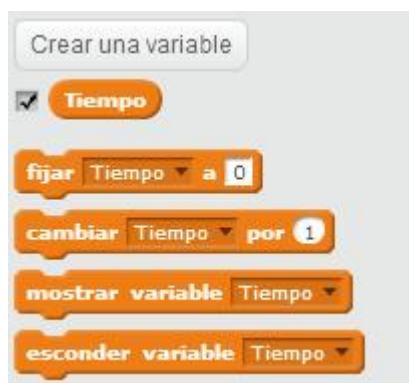 Crear una variable
Tiempo
fijar Tiempo a 0
cambiar Tiempo por 1
mostrar variable Tiempo
esconder variable Tiempo